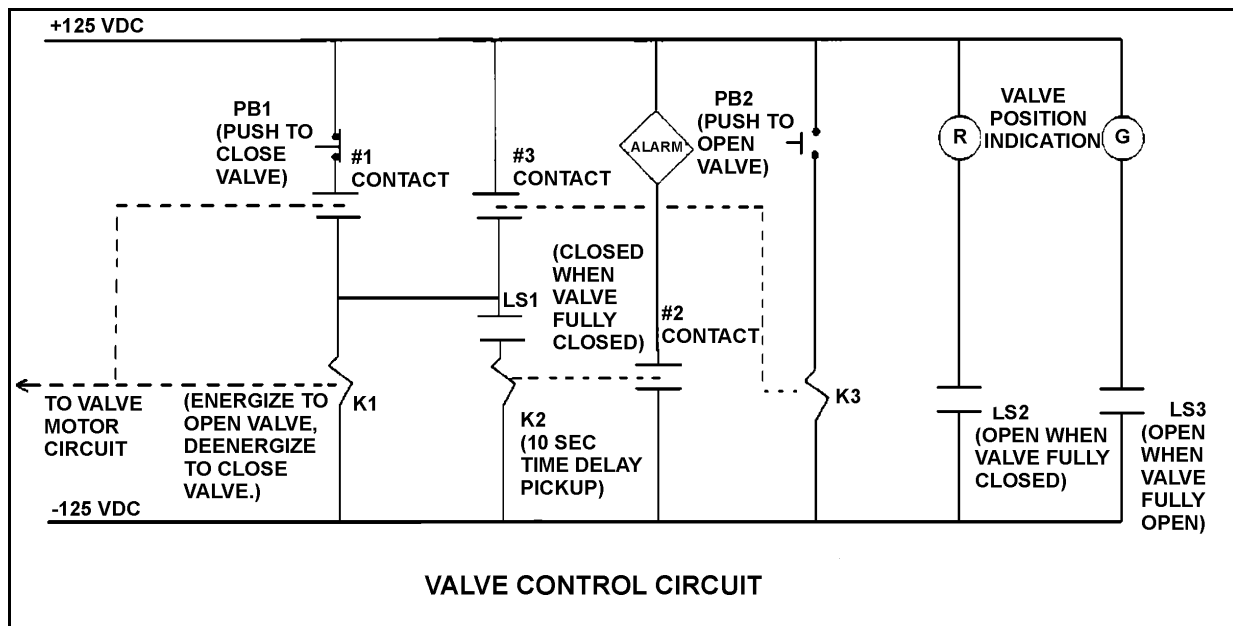 +125 VDC
PB1
(PUSH TO
CLOSE
VALVE)
#1
CONTACT
#3
CONTACT
ALARM
PB2
(PUSH TO
OPEN
VALVE)
R
VALVE
POSITION
INDICATION
G
(CLOSED
WHEN
VALVE
FULLY
CLOSED)
LS1
#2
CONTACT
K1
K2
(10 SEC
TIME DELAY
PICKUP)
K3
TO VALVE
MOTOR
CIRCUIT
(ENERGIZE TO
OPEN VALVE,
DEENERGIZE
TO CLOSE
VALVE.)
LS2
(OPEN WHEN
VALVE FULLY
CLOSED)
LS3
(OPEN
WHEN
VALVE
FULLY
OPEN)
-125 VDC
VALVE CONTROL CIRCUIT